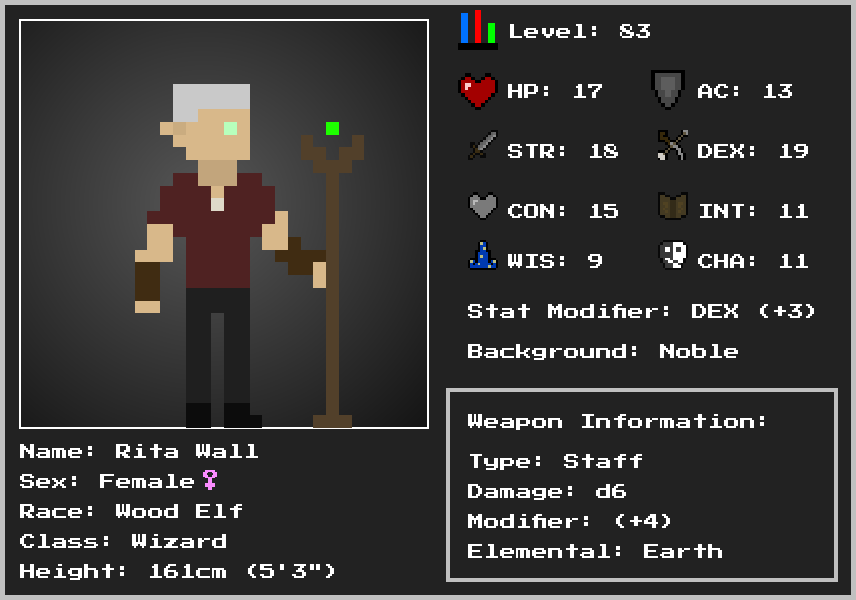 Level: 83
HP: 17 AC: 13
STR: 18 DEX: 19
CON: 15 INT: 11
WIS: 9 CHA: 11
Stat Modifier: DEX (+3)
Background: Noble
Weapon Information:
Type: Staff
Damage: d6
Modifier: (+4)
Elemental: Earth
Name: Rita Wall
Sex: Female♀
Race: Wood Elf
Class: Wizard
Height: 161cm (5'3")